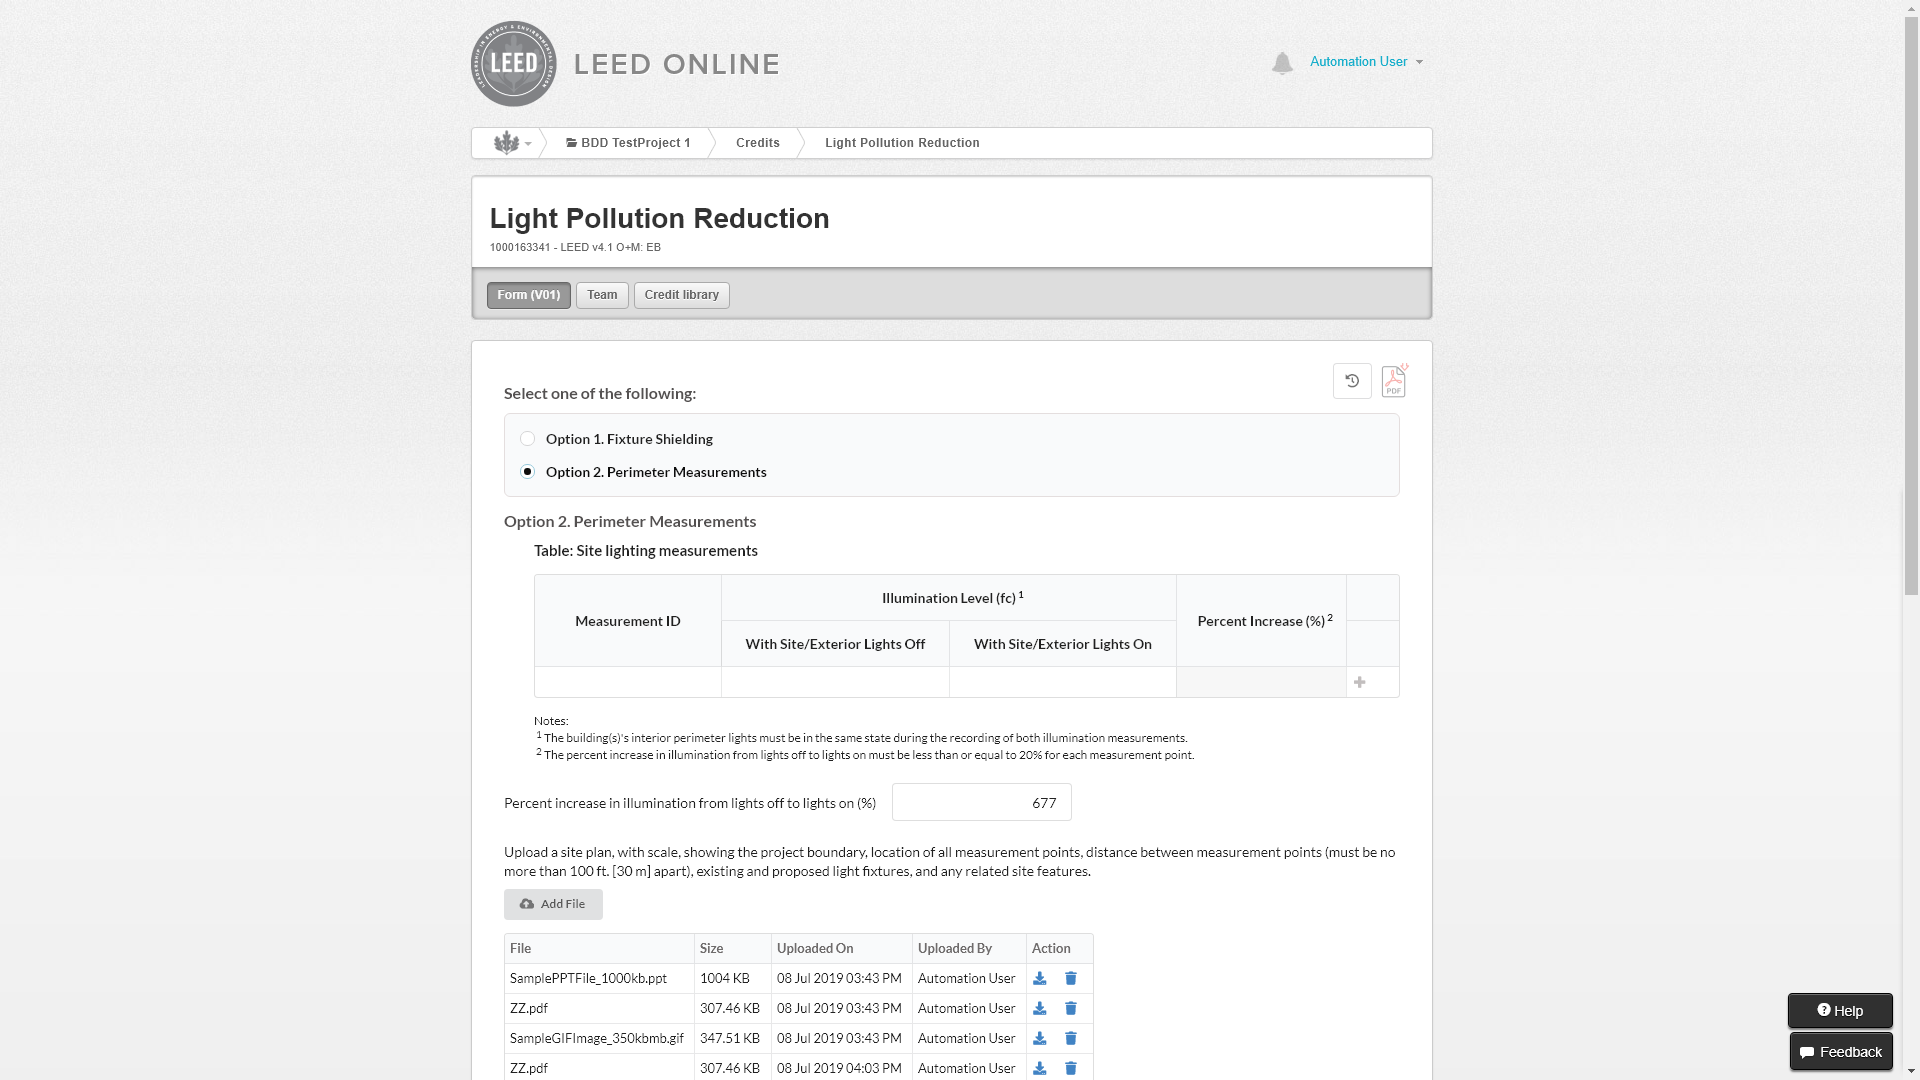 LEED
LEED ONLINE
Automation User
BDD TestProject 1
Credits
Light Pollution Reduction
Light Pollution Reduction
1000163341 - LEED v4.1 O+M: EB
Form (V01)
Team
Credit library
PDF
Select one of the following:
Option 1. Fixture Shielding
Option 2. Perimeter Measurements
Option 2. Perimeter Measurements
Table: Site lighting measurements
Measurement ID
Illumination Level (fc) 1
With Site/Exterior Lights Off
With Site/Exterior Lights On
Percent Increase (%) 2
Notes:
1 The building(s)'s interior perimeter lights must be in the same state during the recording of both illumination measurements.
2 The percent increase in illumination from lights off to lights on must be less than or equal to 20% for each measurement point.
Percent increase in illumination from lights off to lights on (%) 677
Upload a site plan, with scale, showing the project boundary, location of all measurement points, distance between measurement points (must be no
more than 100 ft. [30 m] apart), existing and proposed light fixtures, and any related site features.
Add File
File Size Uploaded On Uploaded By Action
SamplePPTFile_1000kb.ppt 1004 KB 08 Jul 2019 03:43 PM Automation User
ZZ.pdf 307.46 KB 08 Jul 2019 03:43 PM Automation User
SampleGIFImage_350kbmb.gif 347.51 KB 08 Jul 2019 03:43 PM Automation User
ZZ.pdf 307.46 KB 08 Jul 2019 04:03 PM Automation User
Help
Feedback